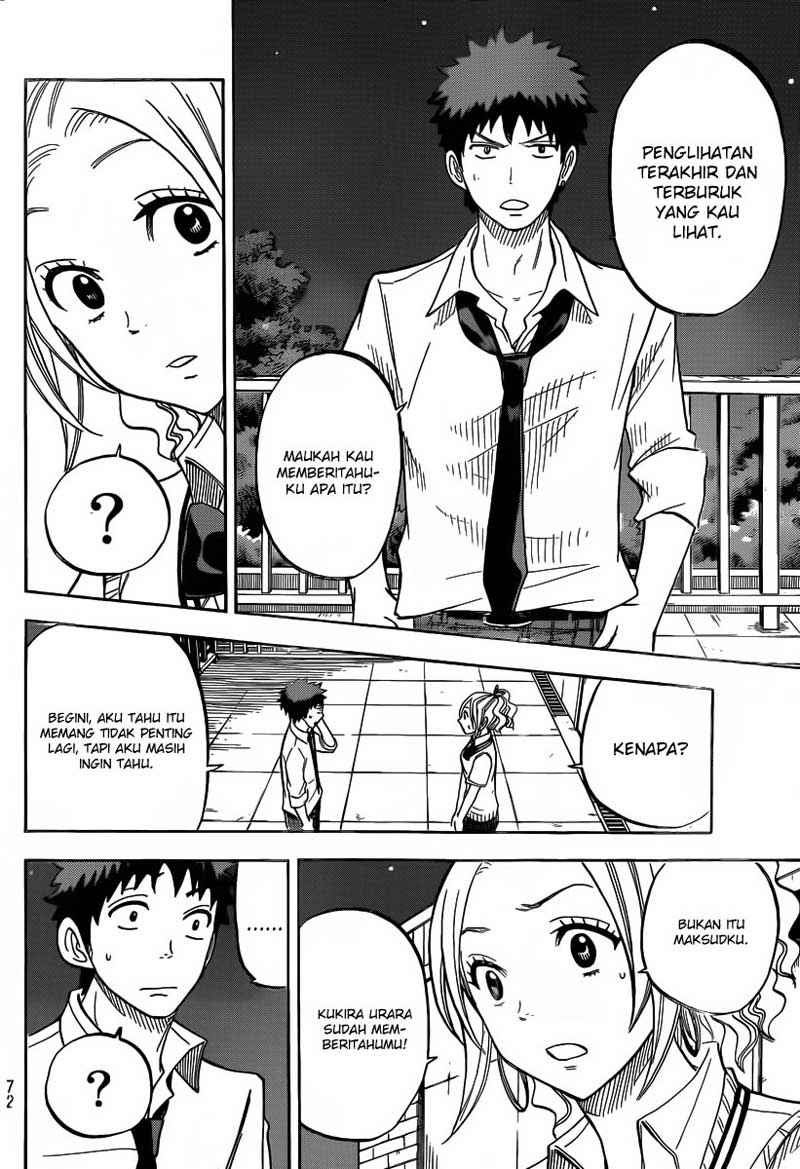 PENGLIHATAN
TERAKHIR DAN
TERBURUK
YANG KAU
LIHAT.
MAUKAH KAU
MEMBERITAHU-
KU APA ITU?
?
KENAPA?
BEGINI, AKU TAHU ITU
MEMANG TIDAK PENTING
LAGI, TAPI AKU MASIH
INGIN TAHU.
BUKAN ITU
MAKSUDKU.
KUKIRA URARA
SUDAH MEM-
BERITAHUMU!
......
?
72